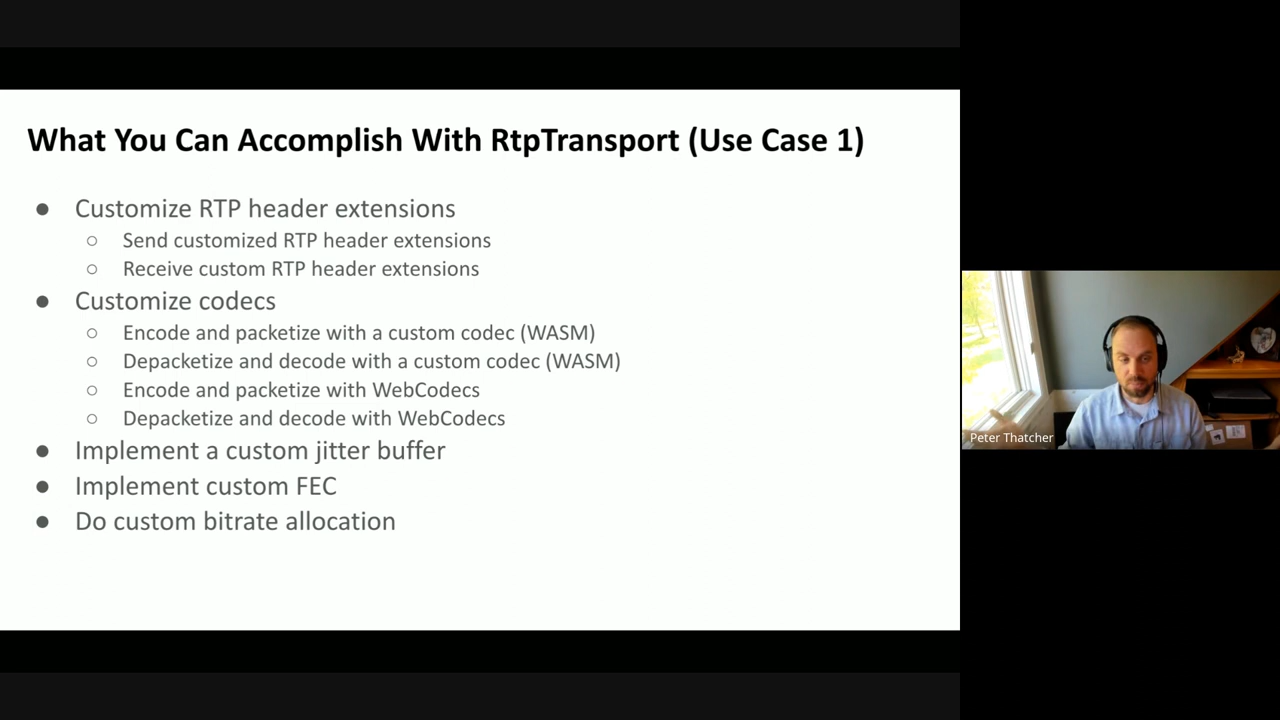 What You Can Accomplish With RtpTransport (Use Case 1)
● Customize RTP header extensions
○ Send customized RTP header extensions
○ Receive custom RTP header extensions
● Customize codecs
○ Encode and packetize with a custom codec (WASM)
○ Depacketize and decode with a custom codec (WASM)
○ Encode and packetize with WebCodecs
○ Depacketize and decode with WebCodecs
● Implement a custom jitter buffer
● Implement custom FEC
● Do custom bitrate allocation
Peter Thatcher